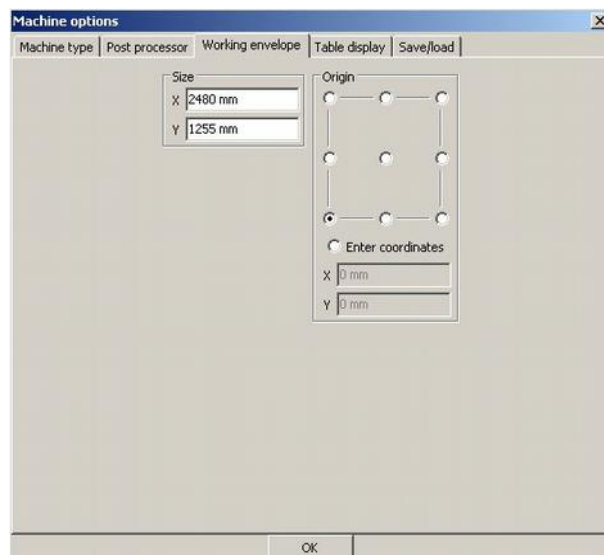 Machine options
Machine type Post processor Working envelope Table display Save/load
Size
X 2480 mm
Y 1255 mm
Origin
Enter coordinates
X 0 mm
Y 0 mm
OK